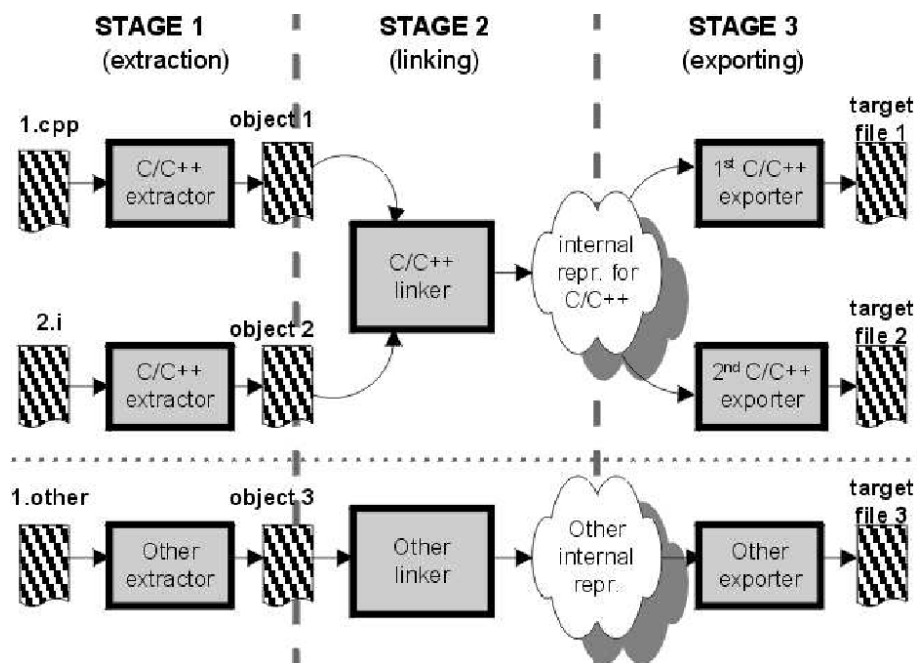 STAGE 1
(extraction)
STAGE 2
(linking)
STAGE 3
(exporting)
1.cpp
C/C++
extractor
object 1
2.i
C/C++
extractor
object 2
C/C++
linker
internal
repr. for
C/C++
1st C/C++
exporter
target
file 1
2nd C/C++
exporter
target
file 2
1.other
Other
extractor
object 3
Other
linker
Other
internal
repr.
Other
exporter
target
file 3